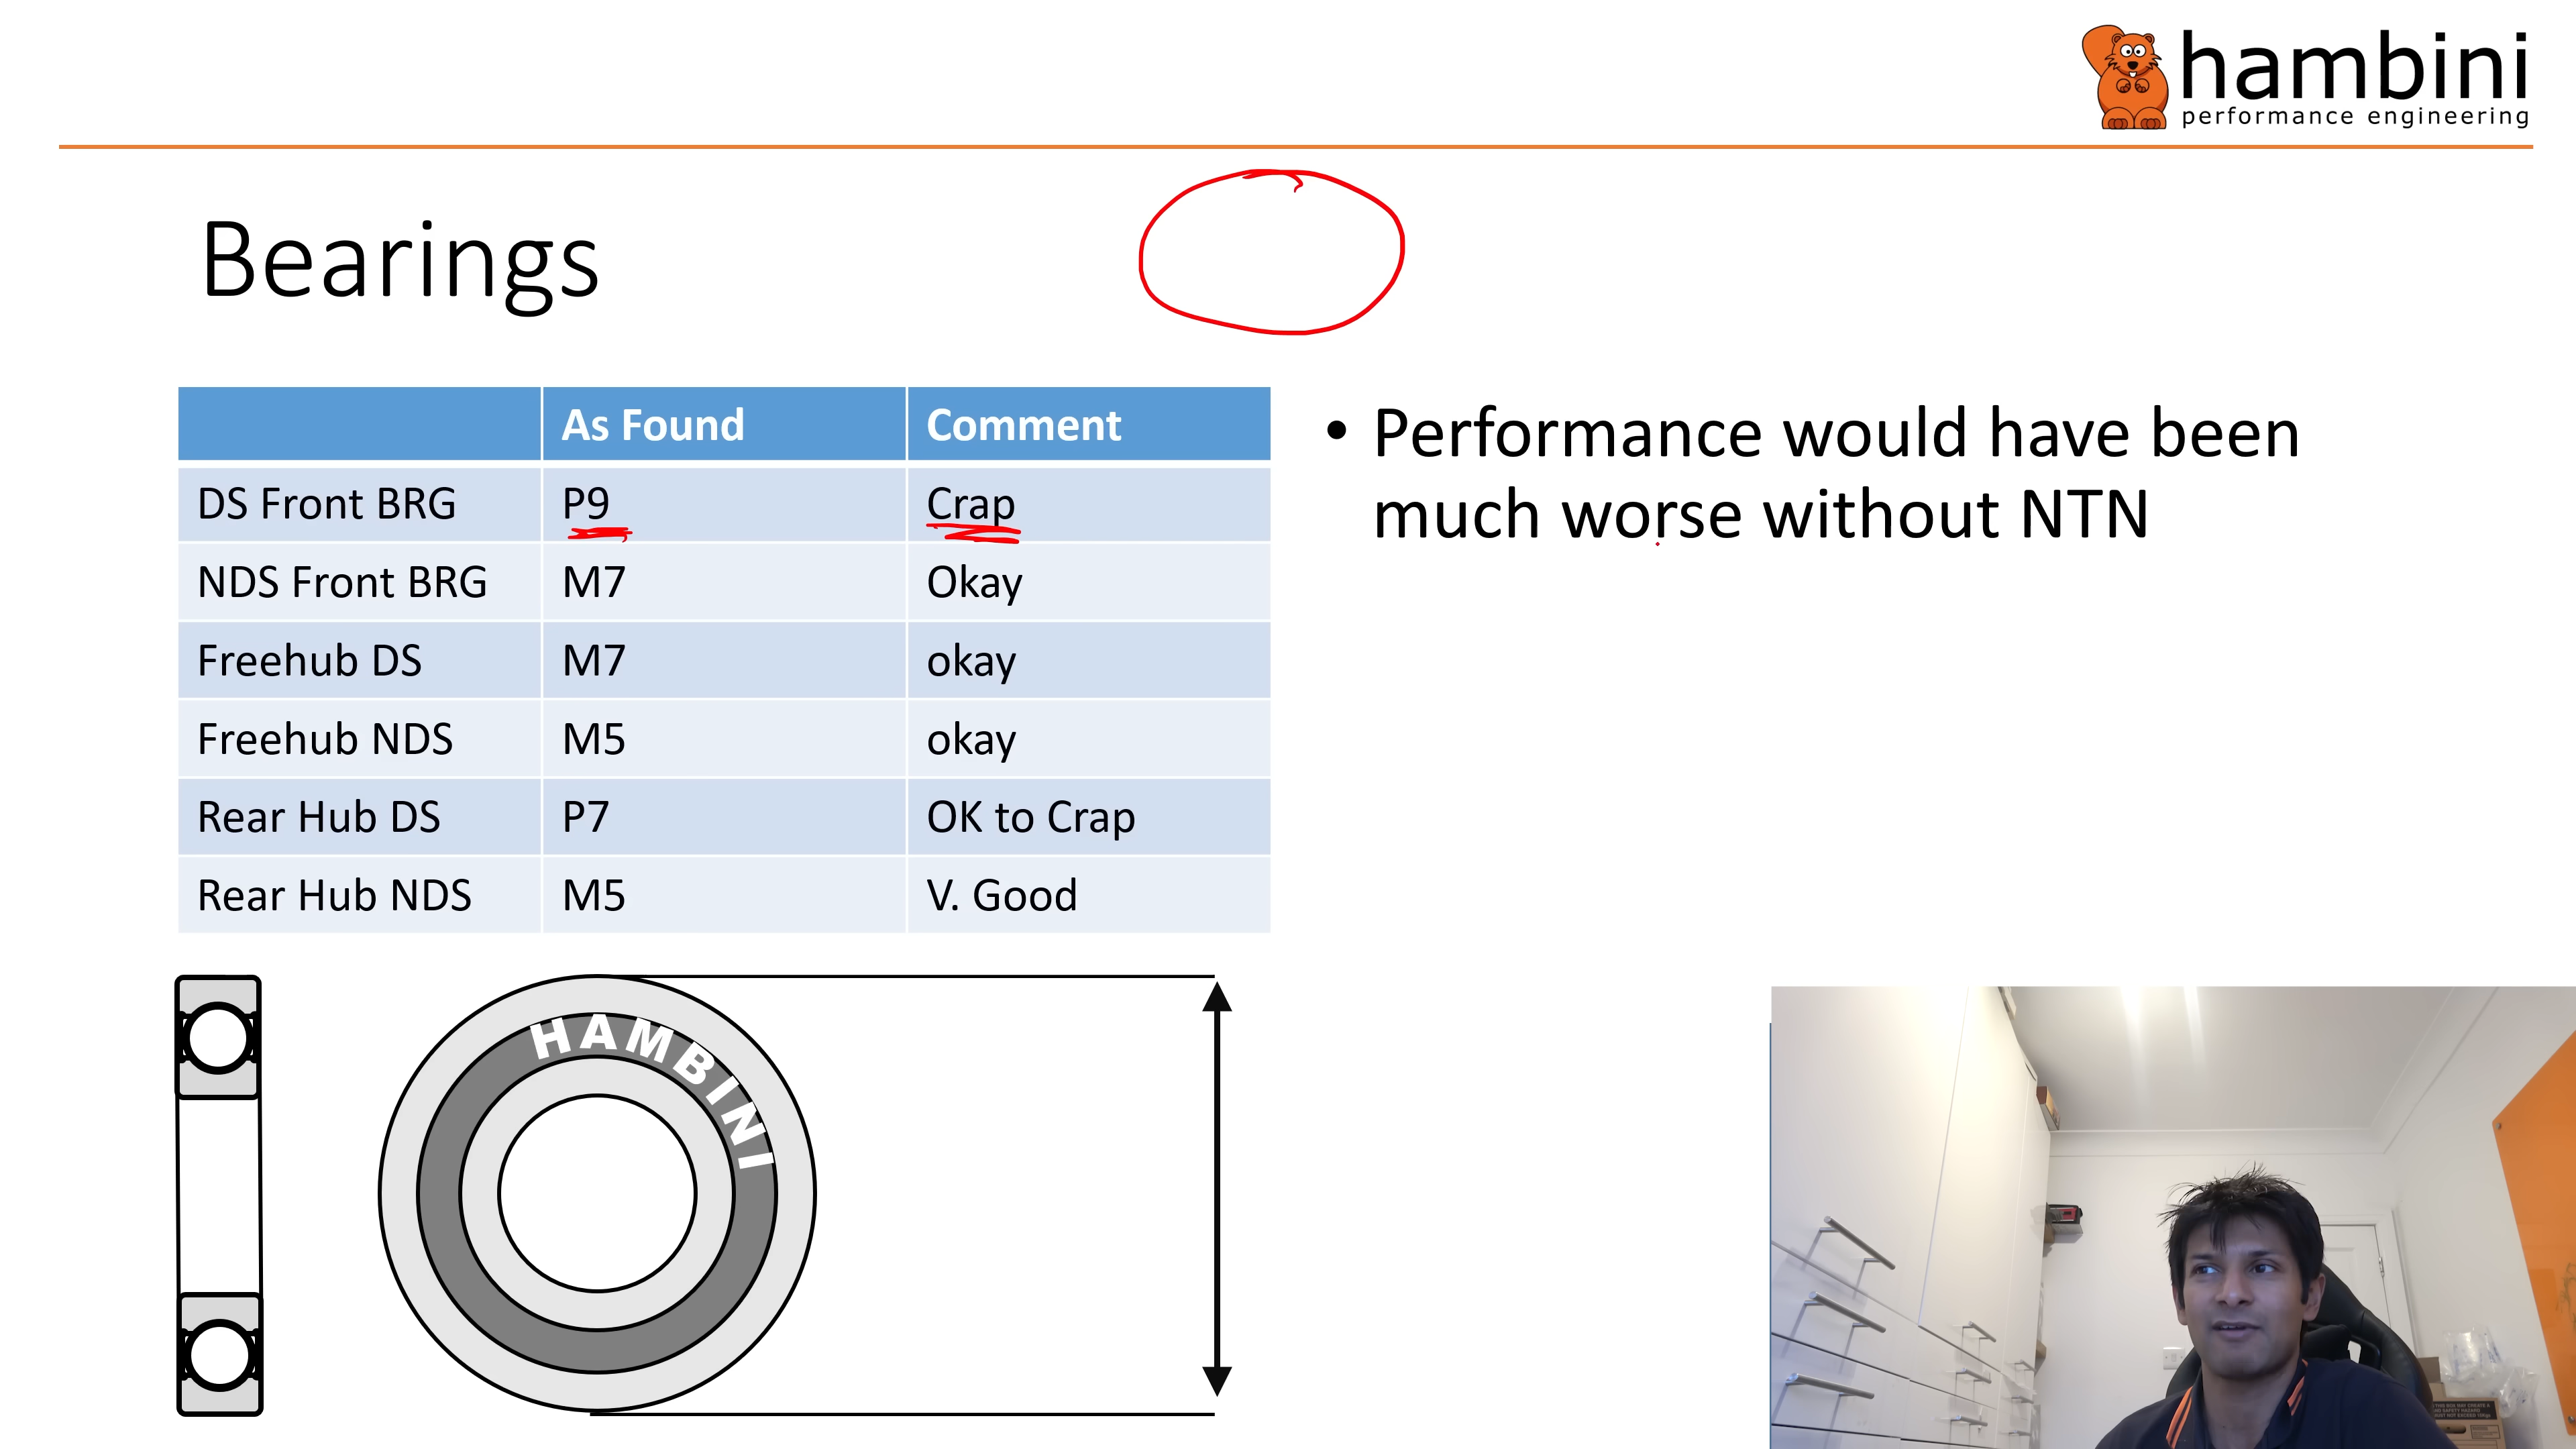 hambini
performance engineering
Bearings
As Found Comment
DS Front BRG P9 Crap
NDS Front BRG M7 Okay
Freehub DS M7 okay
Freehub NDS M5 okay
Rear Hub DS P7 OK to Crap
Rear Hub NDS M5 V. Good
• Performance would have been
much worse without NTN
HAMBINI